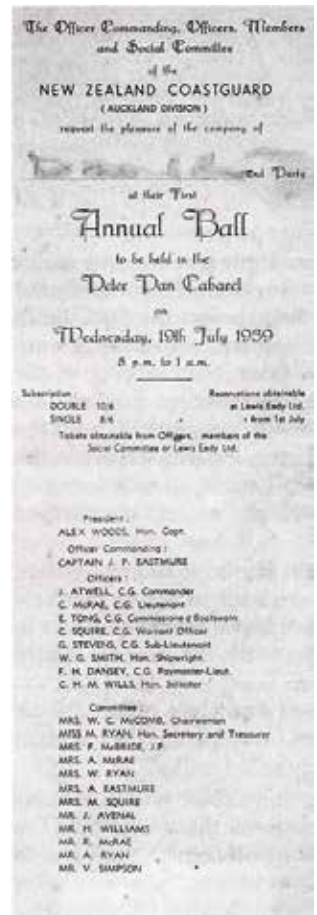 The Officer Commanding, Officers, Members
and Social Committee
of the
NEW ZEALAND COASTGUARD
( AUCKLAND DIVISION )
request the pleasure of the company of
and Party
at their First
Annual Ball
to be held in the
Peter Pan Cabaret
on
Wednesday, 19th July 1939
8 p.m. to 1 a.m.
Subscription
DOUBLE 10/6
SINGLE 8/6
Reservations obtainable
at Lewis Eady Ltd.
from 1st July
Tickets obtainable from Officers, members of the
Social Committee or Lewis Eady Ltd.
President :
ALEX WOODS, Hon. Capt.
Officer Commanding :
CAPTAIN J. P. EASTMURE
Officers :
J. ATWELL, C.G. Commander
C. McRAE, C.G. Lieutenant
E. TONG, C.G. Commissioned Boatswain
C. SQUIRE, C.G. Warrant Officer
G. STEVENS, C.G. Sub-Lieutenant
W. G. SMITH, Hon. Shipwright
F. H. DANSEY, C.G. Paymaster-Lieut.
C. H. M. WILLS, Hon. Solicitor
Committee :
MRS. W. C. McCOMB, Chairwoman
MISS M. RYAN, Hon. Secretary and Treasurer
MRS. F. McBRIDE, J.P.
MRS. A. McRAE
MRS. W. RYAN
MRS. A. EASTMURE
MRS. M. SQUIRE
MR. J. AVENAL
MR. H. WILLIAMS
MR. R. McRAE
MR. A. RYAN
MR. V. SIMPSON